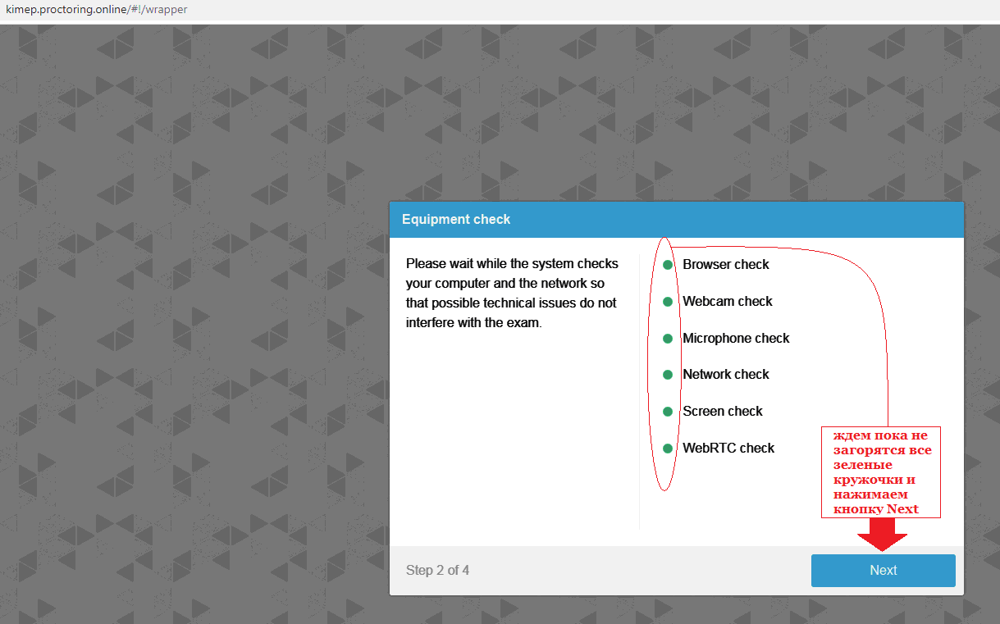 kimep.proctoring.online/#!/wrapper
Equipment check
Please wait while the system checks
your computer and the network so
that possible technical issues do not
interfere with the exam.
Browser check
Webcam check
Microphone check
Network check
Screen check
WebRTC check
ждем пока не
загорятся все
зеленые
кружочки и
нажимаем
кнопку Next
Step 2 of 4
Next